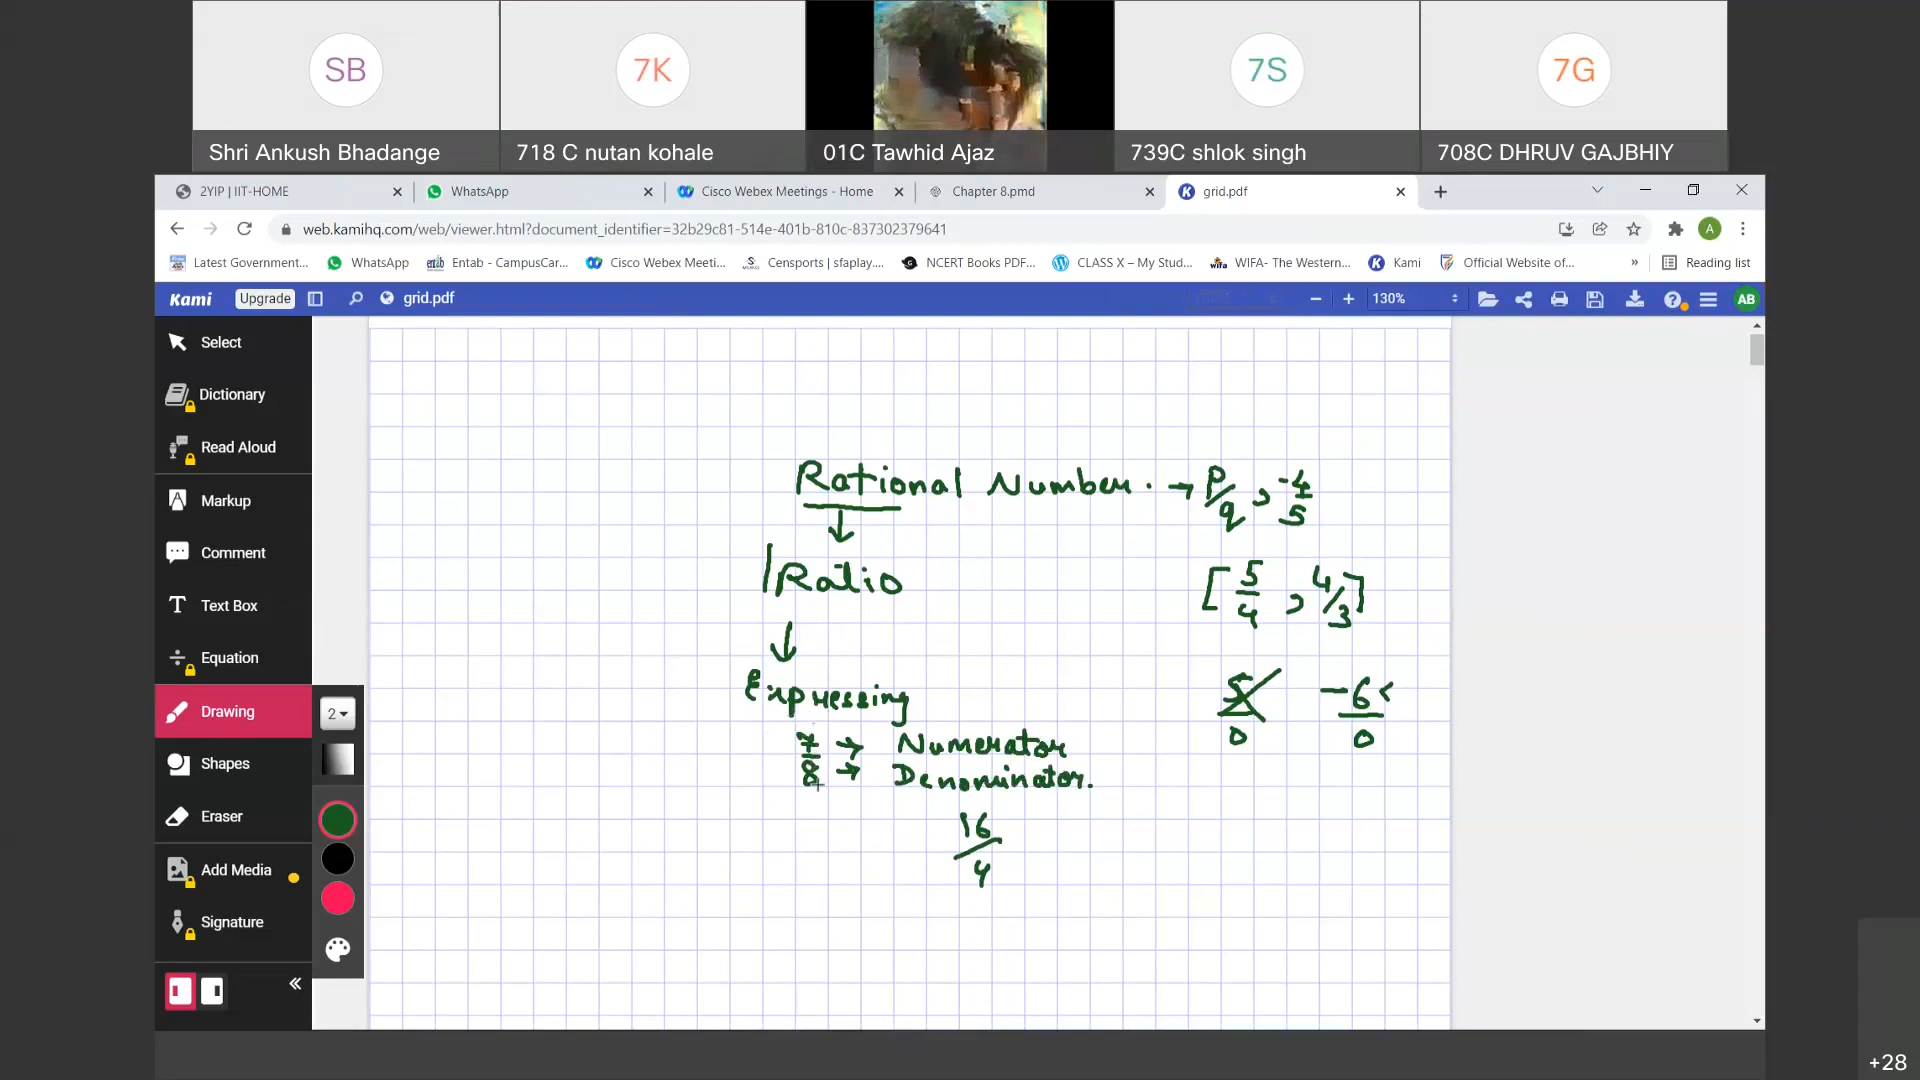 SB
7K
7S
7G
Shri Ankush Bhadange
718 C nutan kohale
01C Tawhid Ajaz
739C shlok singh
708C DHRUV GAJBHIY
2YIP | IIT-HOME
WhatsApp
Cisco Webex Meetings - Home
Chapter 8.pmd
grid.pdf
web.kamihq.com/web/viewer.html?document_identifier=32b29c81-514e-401b-810c-837302379641
A
Latest Government...
WhatsApp
Entab - CampusCar...
Cisco Webex Meeti...
Censports | sfaplay....
NCERT Books PDF...
CLASS X – My Stud...
WIFA- The Western...
Kami
Official Website of...
»
Reading list
Kami
Upgrade
grid.pdf
130%
AB
Select
Dictionary
Read Aloud
Markup
Comment
Text Box
Equation
Drawing
2
Shapes
Eraser
Add Media
Signature
Rational Number. → P/q , -4/5
↓
Ratio
[5/4 , 4/3]
↓
Expressing
5/0 -6/0
7 → Numerator
8 → Denominator.
16/4
+28